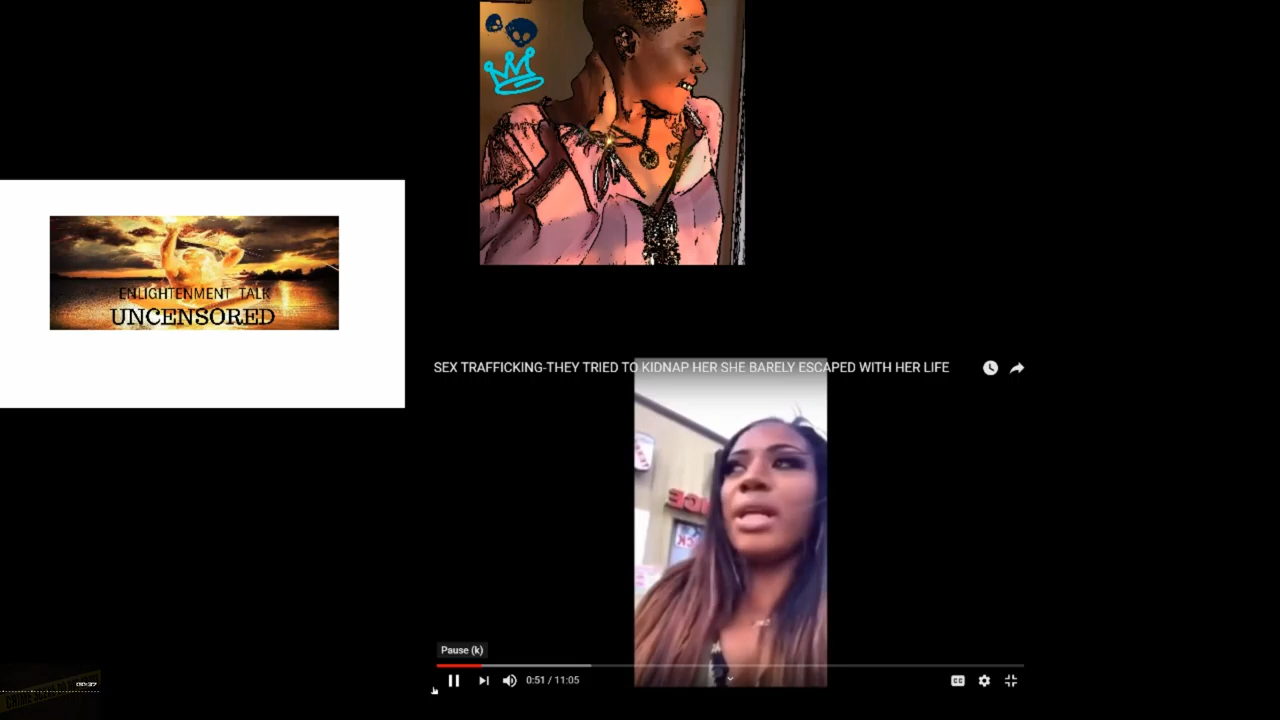 ENLIGHTENMENT TALK
UNCENSORED
SEX TRAFFICKING-THEY TRIED TO KIDNAP HER SHE BARELY ESCAPED WITH HER LIFE
Pause (k)
0:51 / 11:05
CC